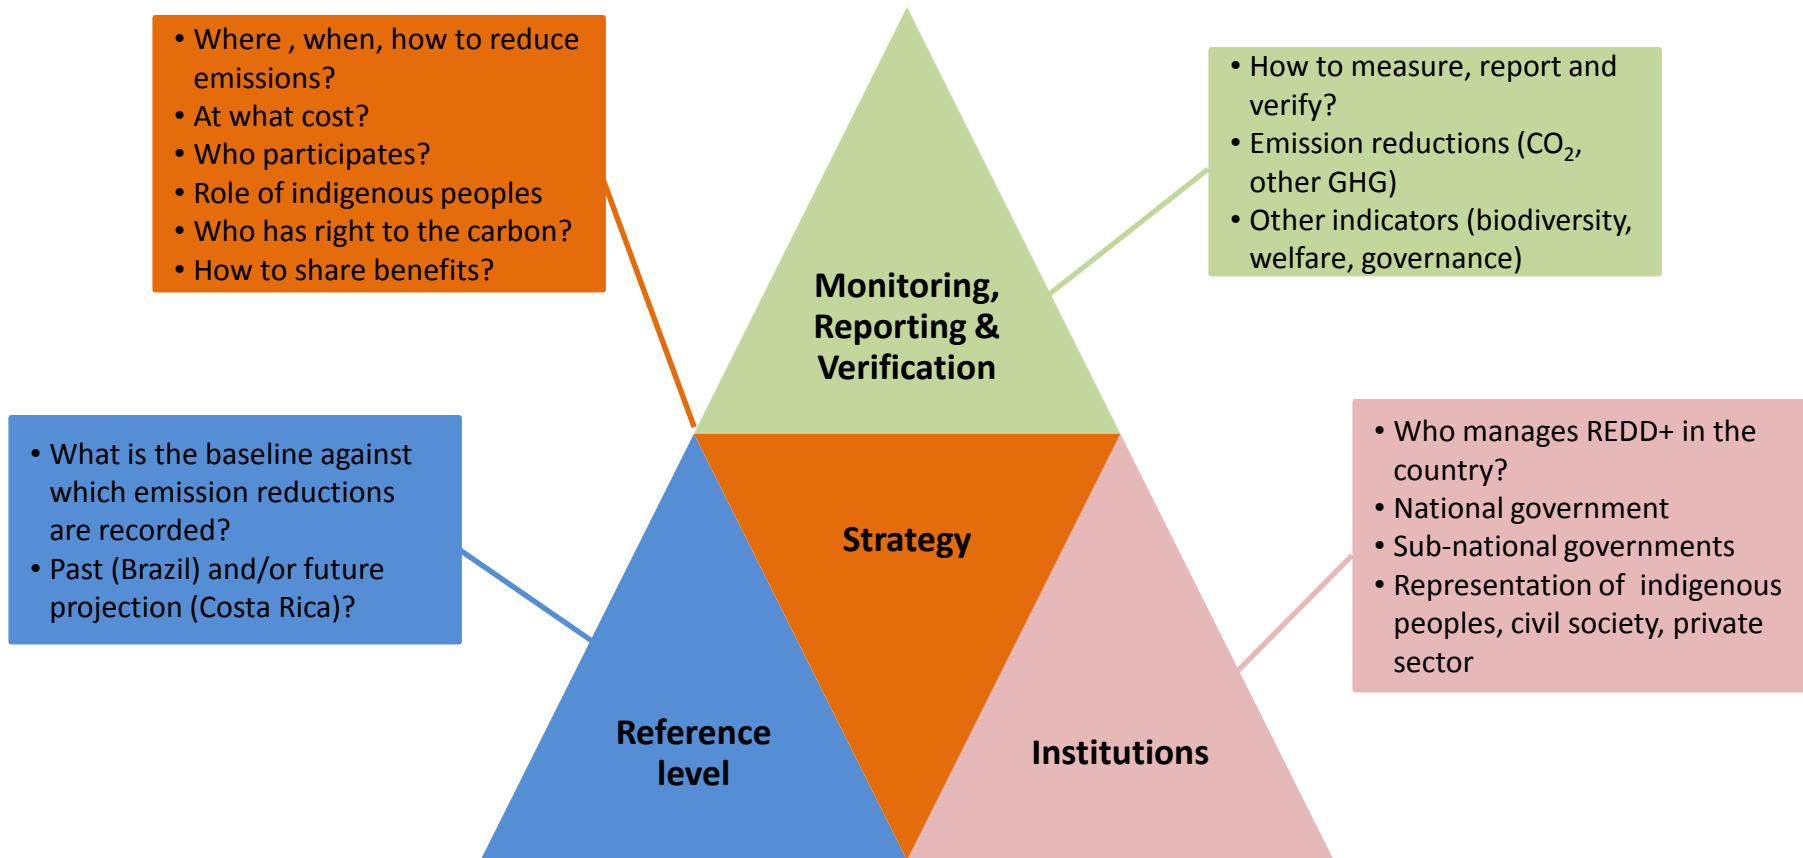 • Where , when, how to reduce
emissions?
• At what cost?
• Who participates?
• Role of indigenous peoples
• Who has right to the carbon?
• How to share benefits?
• How to measure, report and
verify?
• Emission reductions (CO₂,
other GHG)
• Other indicators (biodiversity,
welfare, governance)
Monitoring,
Reporting &
Verification
• What is the baseline against
which emission reductions
are recorded?
• Past (Brazil) and/or future
projection (Costa Rica)?
• Who manages REDD+ in the
country?
• National government
• Sub-national governments
• Representation of  indigenous
peoples, civil society, private
sector
Strategy
Reference
level
Institutions